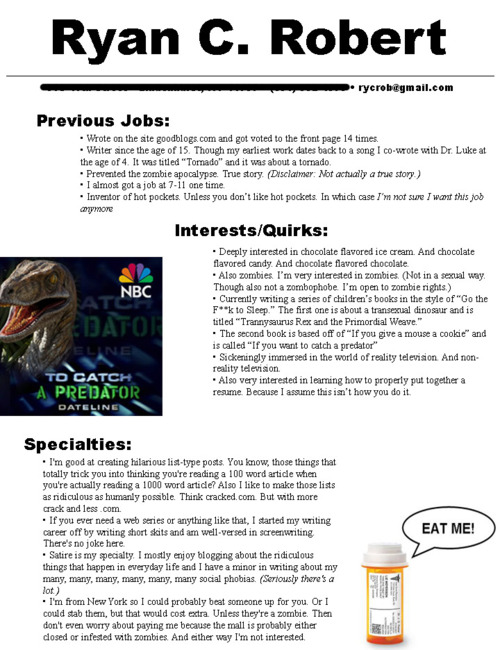 Ryan C. Robert
• rycrob@gmail.com
Previous Jobs:
• Wrote on the site goodblogs.com and got voted to the front page 14 times.
• Writer since the age of 15. Though my earliest work dates back to a song I co-wrote with Dr. Luke at
the age of 4. It was titled “Tornado” and it was about a tornado.
• Prevented the zombie apocalypse. True story. (Disclaimer: Not actually a true story.)
• I almost got a job at 7-11 one time.
• Inventor of hot pockets. Unless you don’t like hot pockets. In which case I’m not sure I want this job
anymore
Interests/Quirks:
• Deeply interested in chocolate flavored ice cream. And chocolate
flavored candy. And chocolate flavored chocolate.
• Also zombies. I’m very interested in zombies. (Not in a sexual way.
Though also not a zombophobe. I’m open to zombie rights.)
• Currently writing a series of children’s books in the style of “Go the
F**k to Sleep.” The first one is about a transexual dinosaur and is
titled “Trannysaurus Rex and the Primordial Weave.”
• The second book is based off of “If you give a mouse a cookie” and
is called “If you want to catch a predator”
• Sickeningly immersed in the world of reality television. And non-
reality television.
• Also very interested in learning how to properly put together a
resume. Because I assume this isn’t how you do it.
NBC
CATCH
PREDATOR
DATELINE
TO CATCH
A PREDATOR
DATELINE
Specialties:
• I'm good at creating hilarious list-type posts. You know, those things that
totally trick you into thinking you're reading a 100 word article when
you're actually reading a 1000 word article? Also I like to make those lists
as ridiculous as humanly possible. Think cracked.com. But with more
crack and less .com.
• If you ever need a web series or anything like that, I started my writing
career off by writing short skits and am well-versed in screenwriting.
There's no joke here.
• Satire is my specialty. I mostly enjoy blogging about the ridiculous
things that happen in everyday life and I have a minor in writing about my
many, many, many, many, many, many social phobias. (Seriously there's a
lot.)
• I'm from New York so I could probably beat someone up for you. Or I
could stab them, but that would cost extra. Unless they're a zombie. Then
don't even worry about paying me because the mall is probably either
closed or infested with zombies. And either way I'm not interested.
EAT ME!